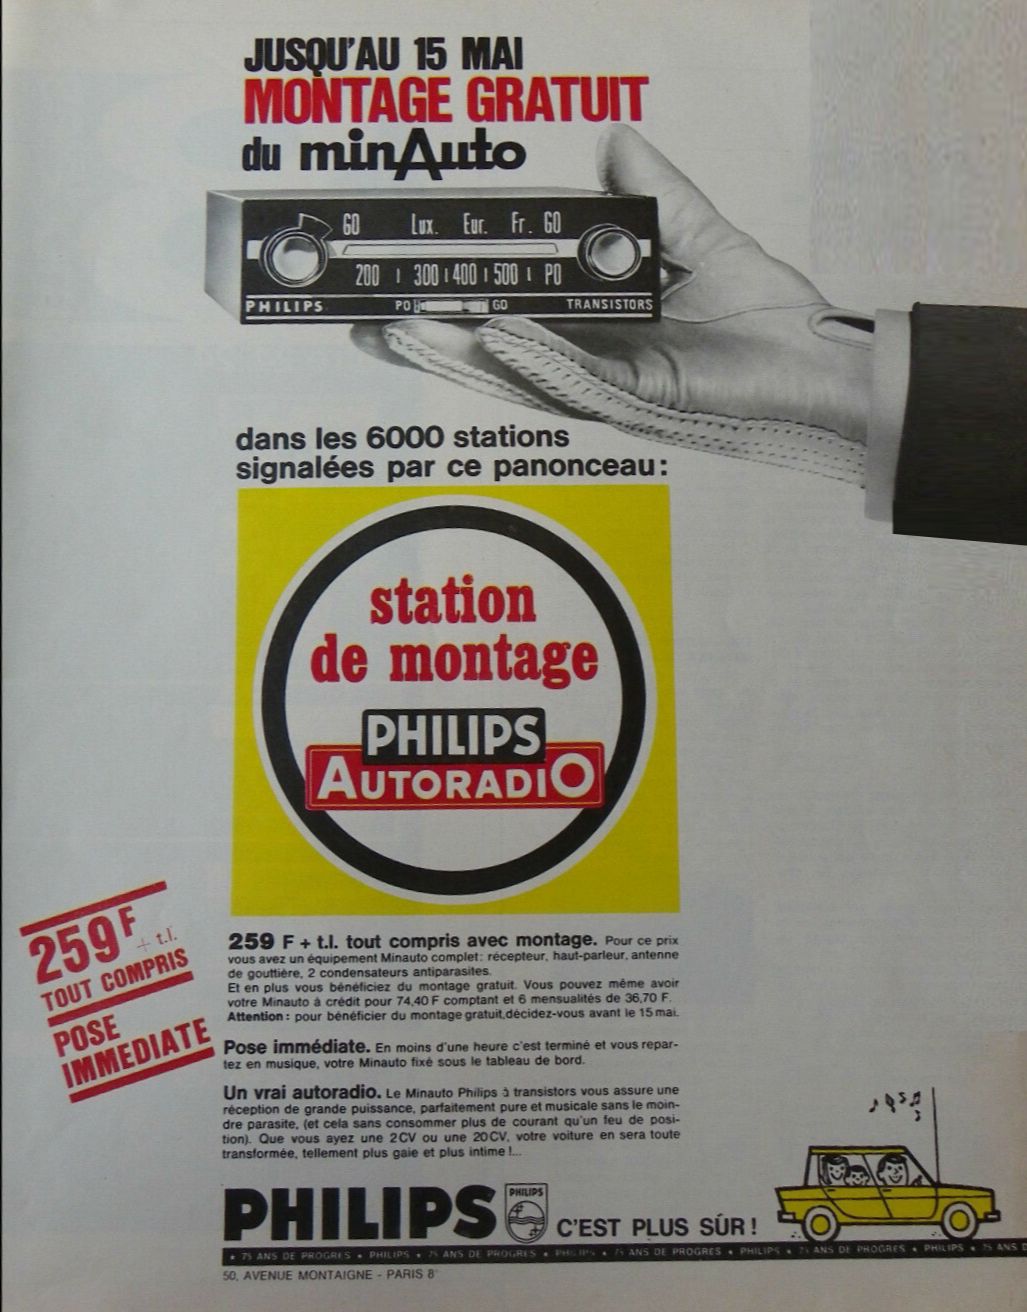 JUSQU'AU 15 MAI
MONTAGE GRATUIT
du minAuto
GO Lux. Eur. Fr. GO
200 300 400 500 PO
PHILIPS PO GO TRANSISTORS
dans les 6000 stations
signalées par ce panonceau:
station
de montage
PHILIPS
AUTORADIO
259 F + t.l.
TOUT COMPRIS
POSE
IMMEDIATE
259 F + t.l. tout compris avec montage. Pour ce prix
vous avez un équipement Minauto complet: récepteur, haut-parleur, antenne
de gouttière, 2 condensateurs antiparasites.
Et en plus vous bénéficiez du montage gratuit. Vous pouvez même avoir
votre Minauto à crédit pour 74,40 F comptant et 6 mensualités de 36,70 F.
Attention: pour bénéficier du montage gratuit, décidez-vous avant le 15 mai.
Pose immédiate. En moins d'une heure c'est terminé et vous repar-
tez en musique, votre Minauto fixé sous le tableau de bord.
Un vrai autoradio. Le Minauto Philips à transistors vous assure une
réception de grande puissance, parfaitement pure et musicale sans le moin-
dre parasite, (et cela sans consommer plus de courant qu'un feu de posi-
tion). Que vous ayez une 2CV ou une 20CV, votre voiture en sera toute
transformée, tellement plus gaie et plus intime!...
PHILIPS PHILIPS C'EST PLUS SÛR!
• 75 ANS DE PROGRES • PHILIPS • 75 ANS DE PROGRES • PHILIPS • 75 ANS DE PROGRES • PHILIPS • 75 ANS DE PROGRES • PHILIPS • 75 ANS D
50, AVENUE MONTAIGNE - PARIS 8e